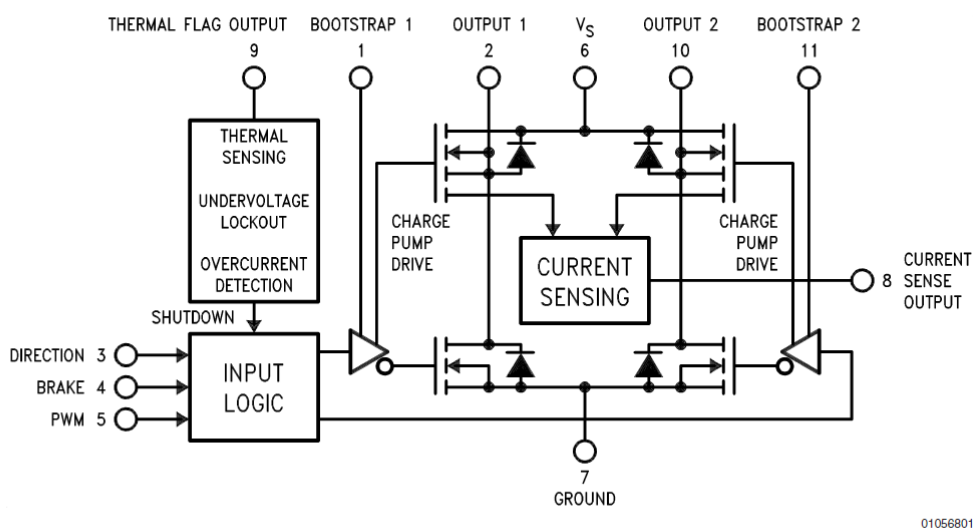 THERMAL FLAG OUTPUT
9
BOOTSTRAP 1
1
OUTPUT 1
2
VS
6
OUTPUT 2
10
BOOTSTRAP 2
11
THERMAL
SENSING
UNDERVOLTAGE
LOCKOUT
OVERCURRENT
DETECTION
SHUTDOWN
CHARGE
PUMP
DRIVE
CURRENT
SENSING
CHARGE
PUMP
DRIVE
8 CURRENT
SENSE
OUTPUT
DIRECTION 3
BRAKE 4
PWM 5
INPUT
LOGIC
7
GROUND
01056801